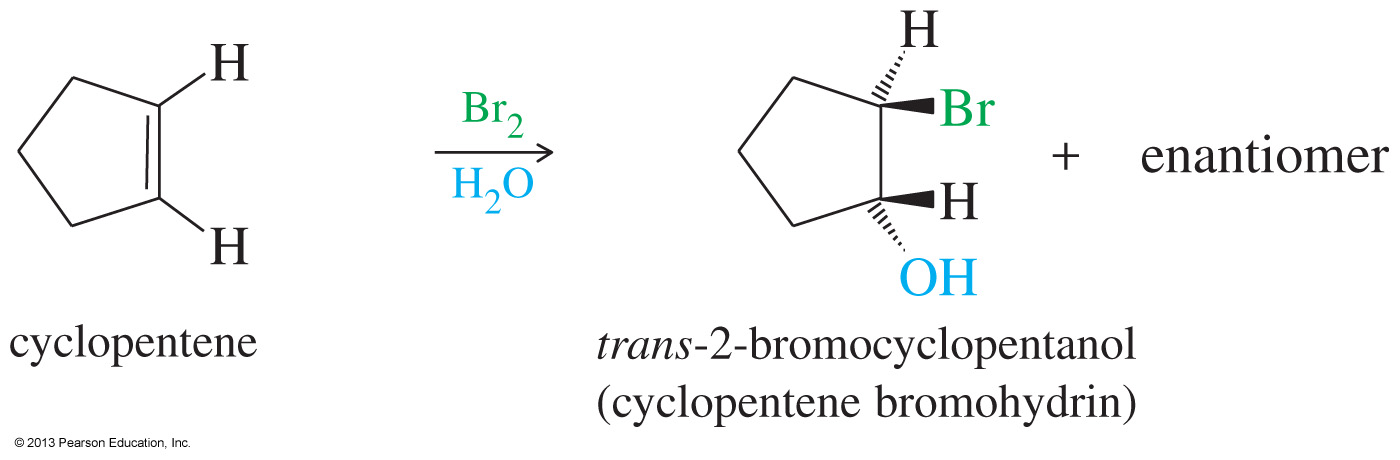 H
H
Br2
H2O
H
Br
H
OH
+ enantiomer
cyclopentene
trans-2-bromocyclopentanol
(cyclopentene bromohydrin)
© 2013 Pearson Education, Inc.